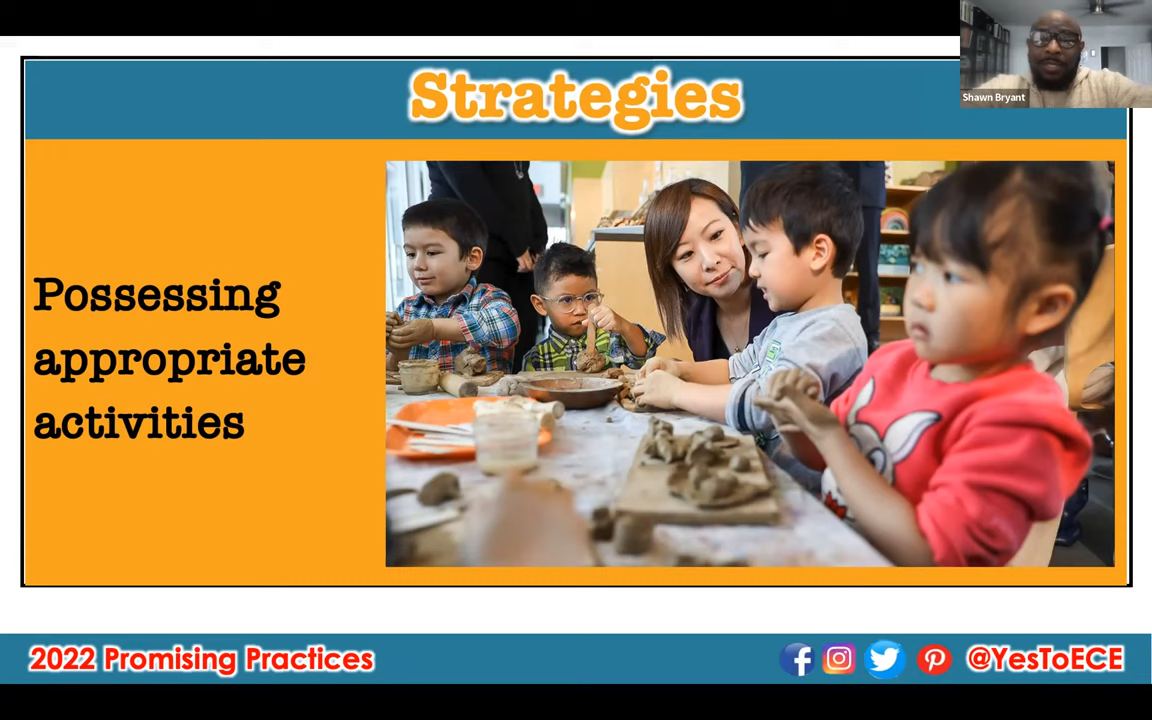 Strategies
Shawn Bryant
Possessing
appropriate
activities
2022 Promising Practices
@YesToECE